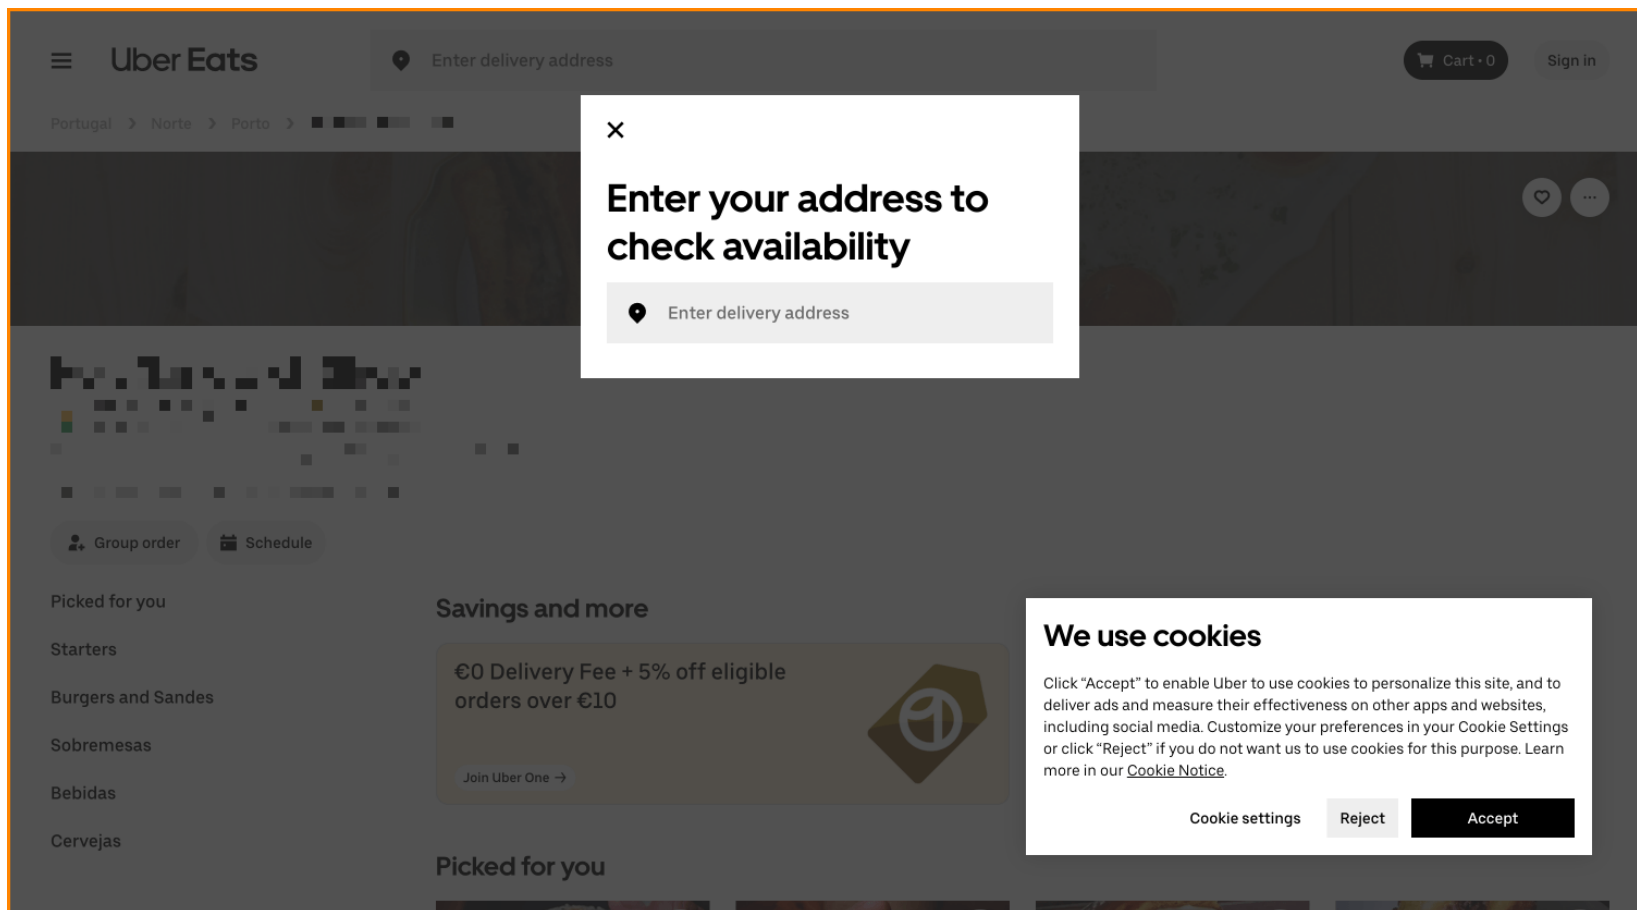 Uber Eats
Enter delivery address
Cart • 0
Sign in
Portugal > Norte > Porto >
Enter your address to
check availability
Enter delivery address
Group order
Schedule
Picked for you
Starters
Burgers and Sandes
Sobremesas
Bebidas
Cervejas
Savings and more
€0 Delivery Fee + 5% off eligible
orders over €10
Join Uber One →
Picked for you
We use cookies
Click “Accept” to enable Uber to use cookies to personalize this site, and to
deliver ads and measure their effectiveness on other apps and websites,
including social media. Customize your preferences in your Cookie Settings
or click “Reject” if you do not want us to use cookies for this purpose. Learn
more in our Cookie Notice.
Cookie settings
Reject
Accept